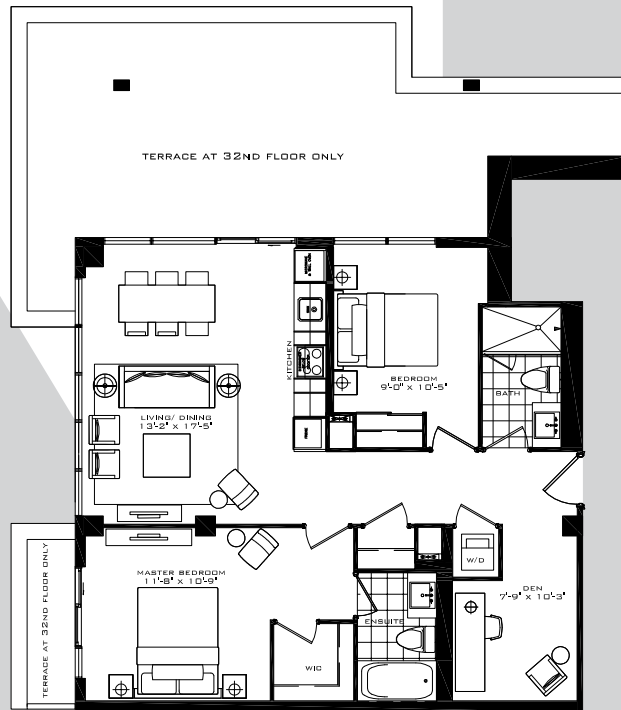 TERRACE AT 32ND FLOOR ONLY
KITCHEN
BEDROOM
9'-0" x 10'-5"
BATH
LIVING/ DINING
13'-2" x 17'-5"
FRIDGE
W/D
MASTER BEDROOM
11'-8" x 10'-9"
DEN
7'-9" x 10'-3"
ENSUITE
WIC
TERRACE AT 32ND FLOOR ONLY